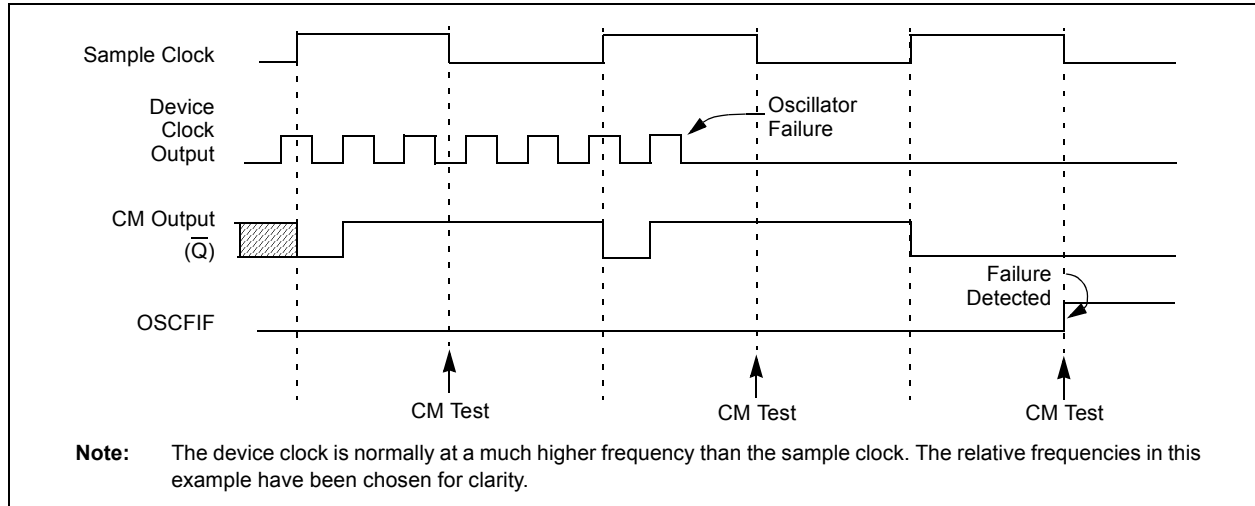 Sample Clock
Device
Clock
Output
Oscillator
Failure
CM Output
(Q̅)
Failure
Detected
OSCFIF
CM Test
CM Test
CM Test
Note: The device clock is normally at a much higher frequency than the sample clock. The relative frequencies in this
example have been chosen for clarity.